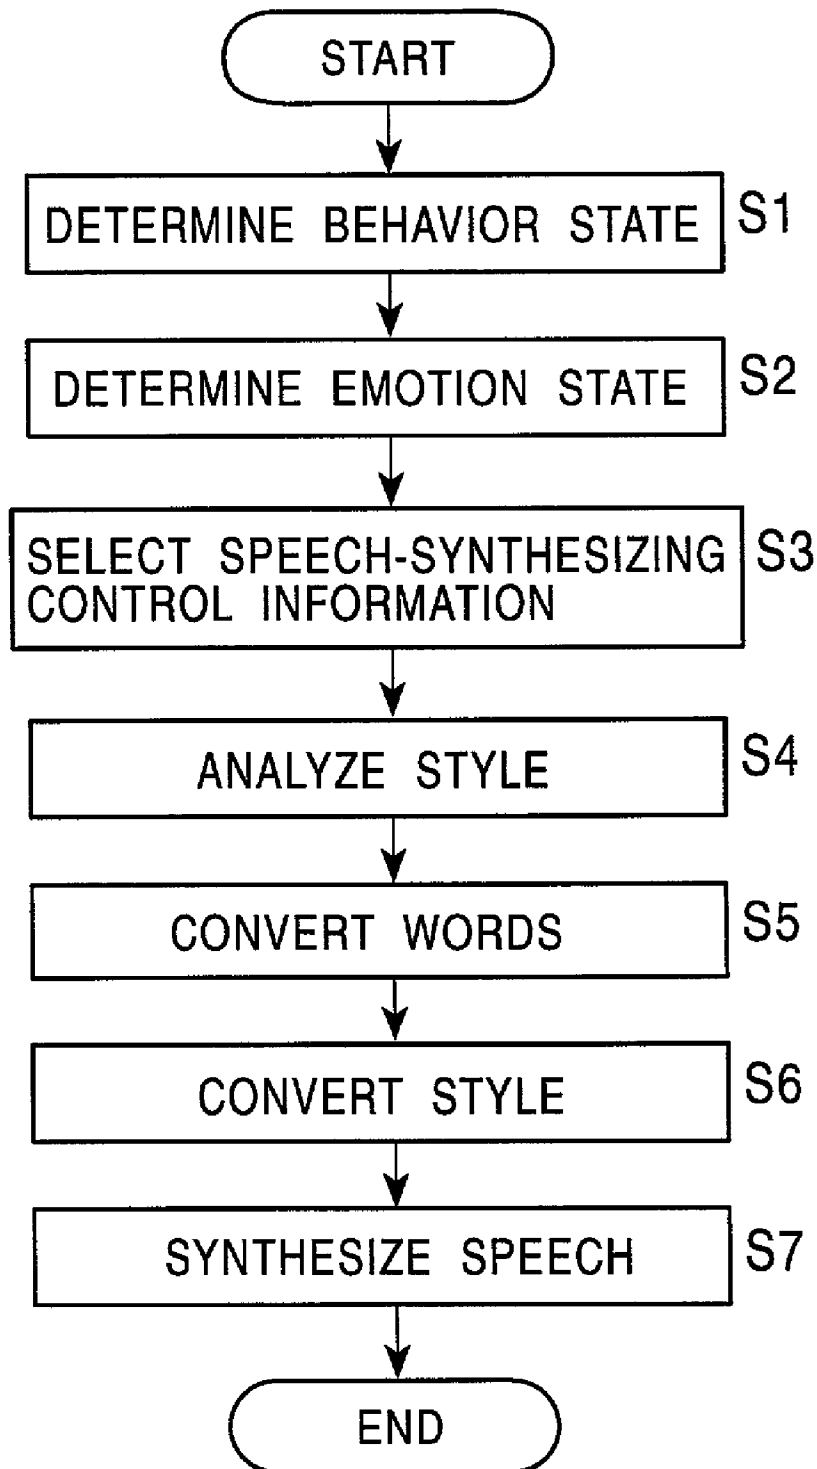 START
DETERMINE BEHAVIOR STATE S1
DETERMINE EMOTION STATE S2
SELECT SPEECH-SYNTHESIZING S3
CONTROL INFORMATION
ANALYZE STYLE S4
CONVERT WORDS S5
CONVERT STYLE S6
SYNTHESIZE SPEECH S7
END